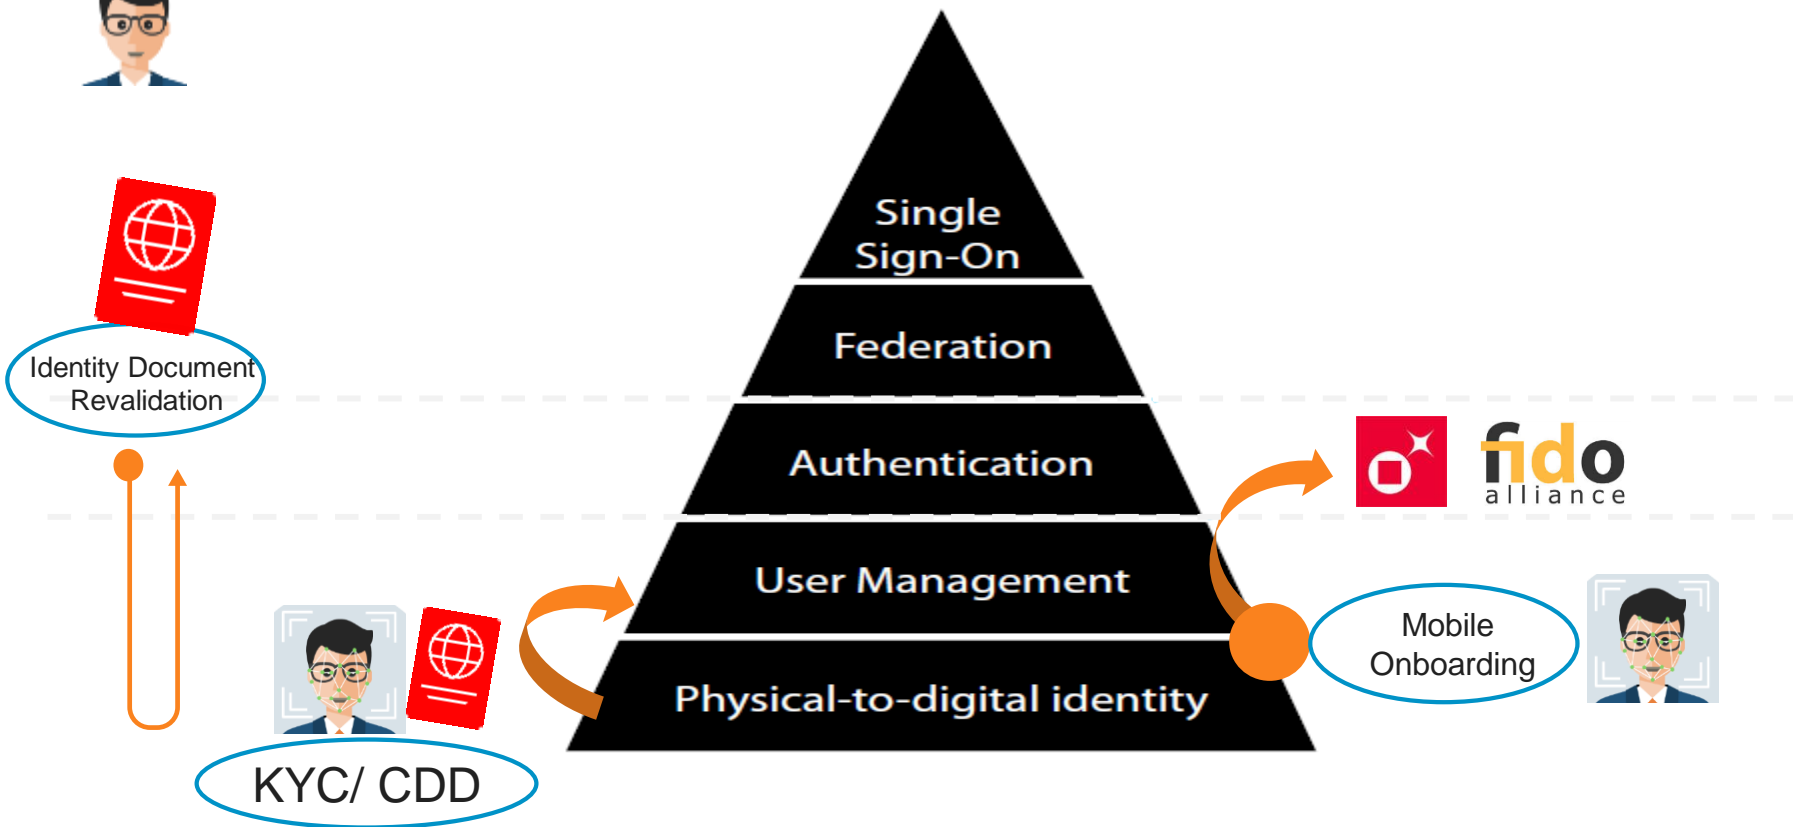 Single
Sign-On
Federation
Identity Document
Revalidation
Authentication
fido
alliance
User Management
Mobile
Onboarding
Physical-to-digital identity
KYC/ CDD